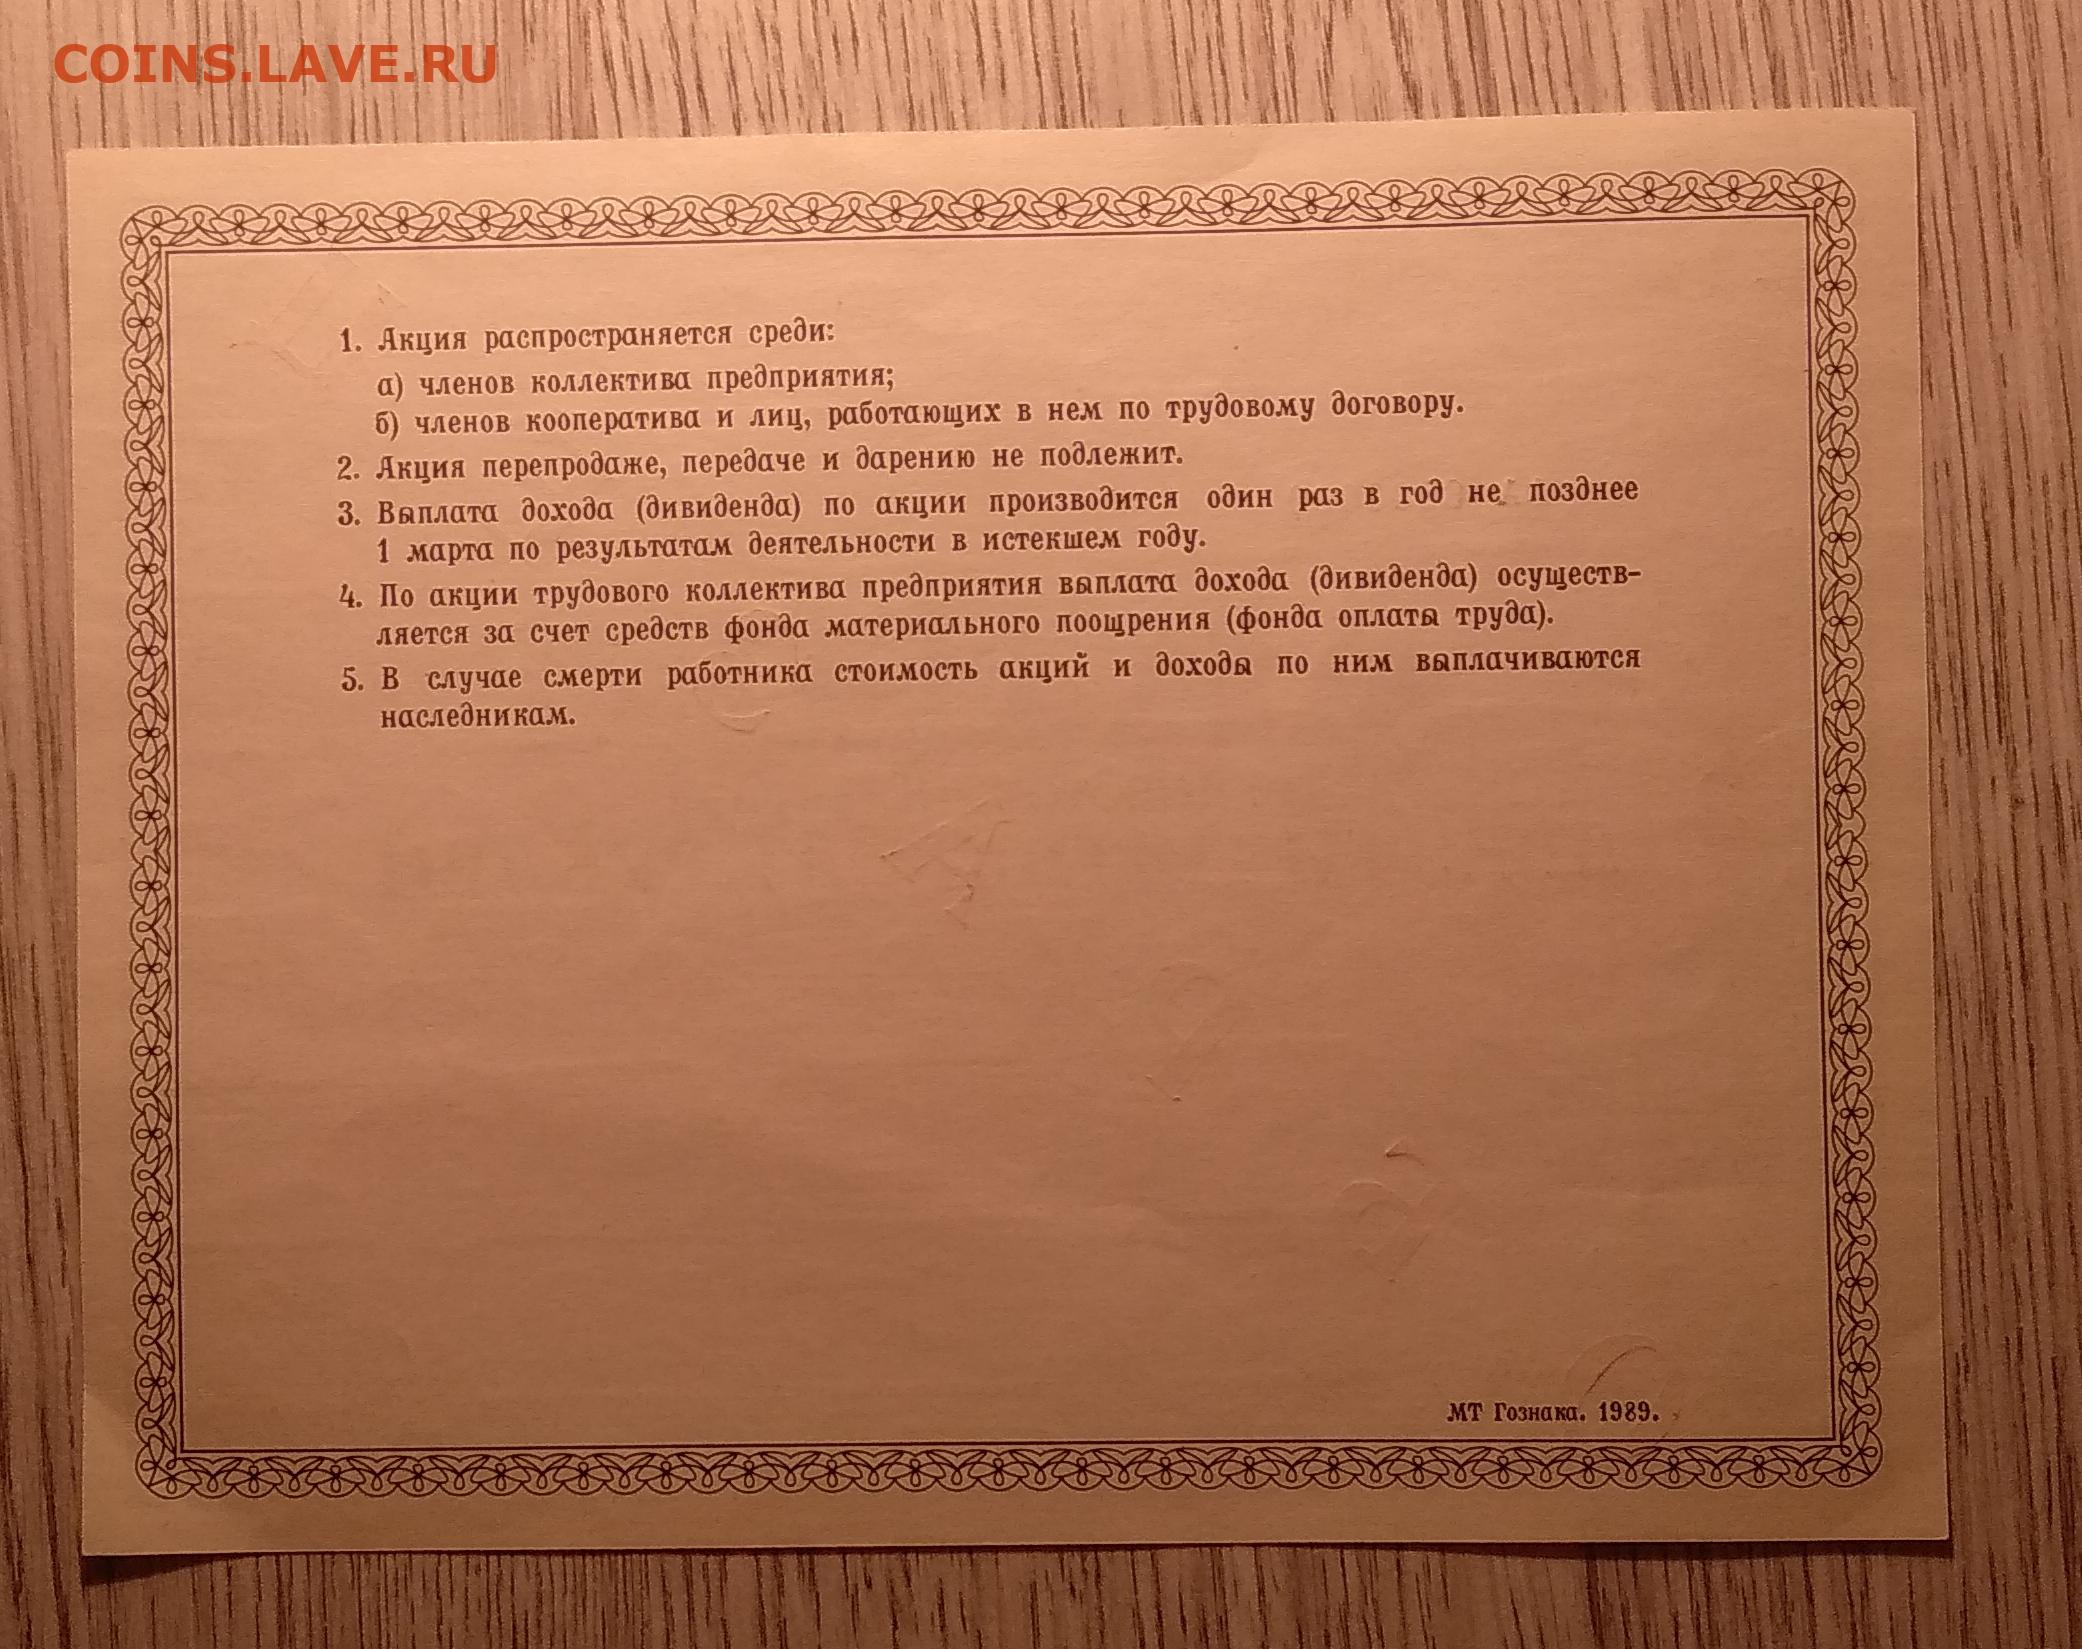 COINS.LAVE.RU
1. Акция распространяется среди:
а) членов коллектива предприятия;
б) членов кооператива и лиц, работающих в нем по трудовому договору.
2. Акция перепродаже, передаче и дарению не подлежит.
3. Выплата дохода (дивиденда) по акции производится один раз в год не позднее
1 марта по результатам деятельности в истекшем году.
4. По акции трудового коллектива предприятия выплата дохода (дивиденда) осуществ-
ляется за счет средств фонда материального поощрения (фонда оплаты труда).
5. В случае смерти работника стоимость акций и доходы по ним выплачиваются
наследникам.
МТ Гознака. 1989.